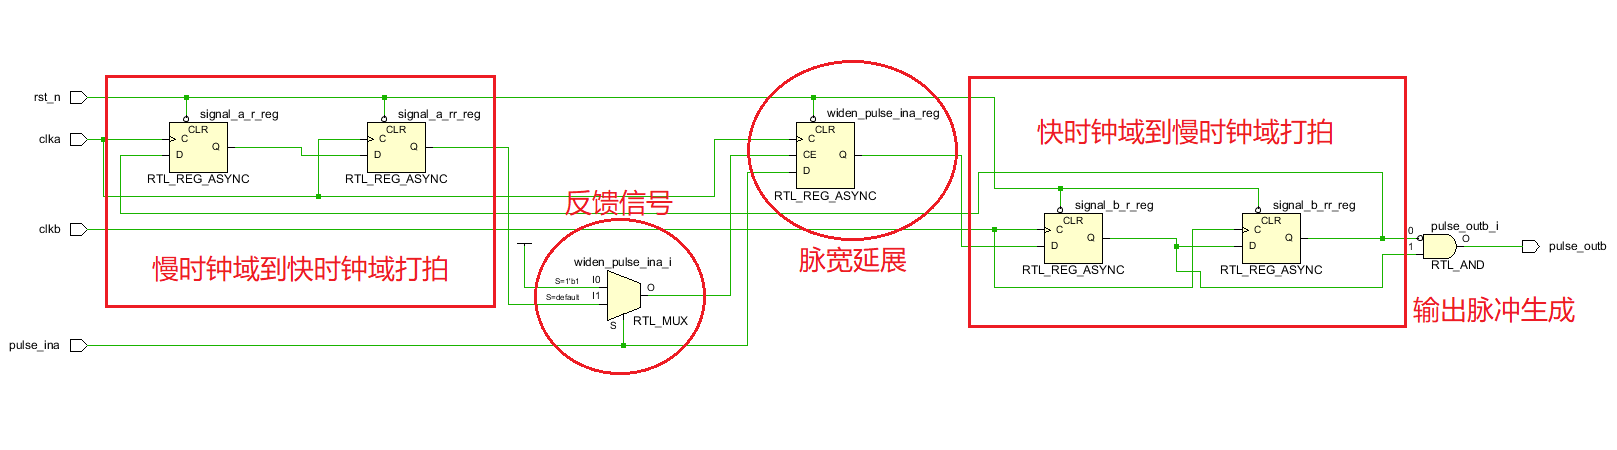 rst_n
clka
clkb
pulse_ina
signal_a_r_reg
CLR
C
D
Q
RTL_REG_ASYNC
signal_a_rr_reg
CLR
C
D
Q
RTL_REG_ASYNC
慢时钟域到快时钟域打拍
反馈信号
widen_pulse_ina_i
S=1'b1
I0
S=default
I1
O
S
RTL_MUX
widen_pulse_ina_reg
CLR
C
CE
D
Q
RTL_REG_ASYNC
脉宽延展
快时钟域到慢时钟域打拍
signal_b_r_reg
CLR
C
D
Q
RTL_REG_ASYNC
signal_b_rr_reg
CLR
C
D
Q
RTL_REG_ASYNC
pulse_outb_i
0
1
O
RTL_AND
pulse_outb
输出脉冲生成